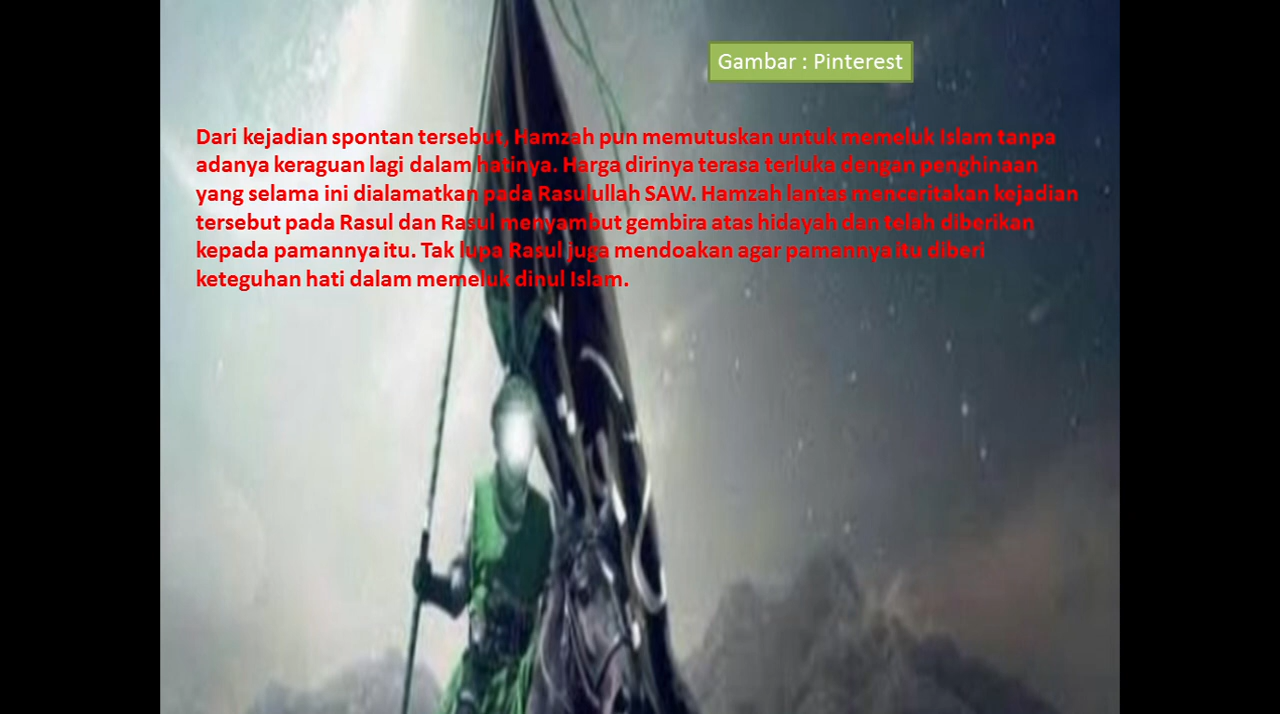 Gambar : Pinterest
Dari kejadian spontan tersebut, Hamzah pun memutuskan untuk memeluk Islam tanpa
adanya keraguan lagi dalam hatinya. Harga dirinya terasa terluka dengan penghinaan
yang selama ini dialamatkan pada Rasulullah SAW. Hamzah lantas menceritakan kejadian
tersebut pada Rasul dan Rasul menyambut gembira atas hidayah dan telah diberikan
kepada pamannya itu. Tak lupa Rasul juga mendoakan agar pamannya itu diberi
keteguhan hati dalam memeluk dinul Islam.